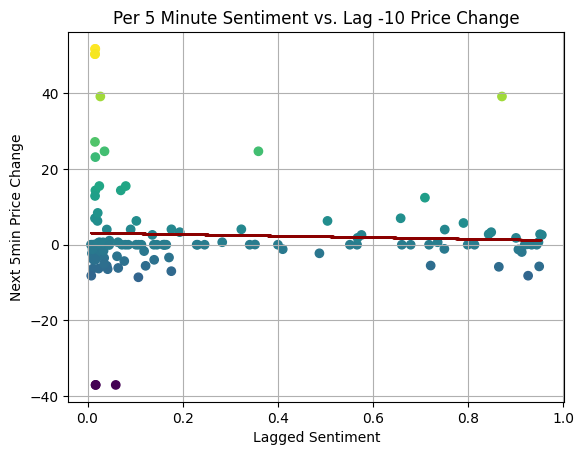 Per 5 Minute Sentiment vs. Lag -10 Price Change
Next 5min Price Change
40
20
0
−20
−40
0.0 0.2 0.4 0.6 0.8 1.0
Lagged Sentiment